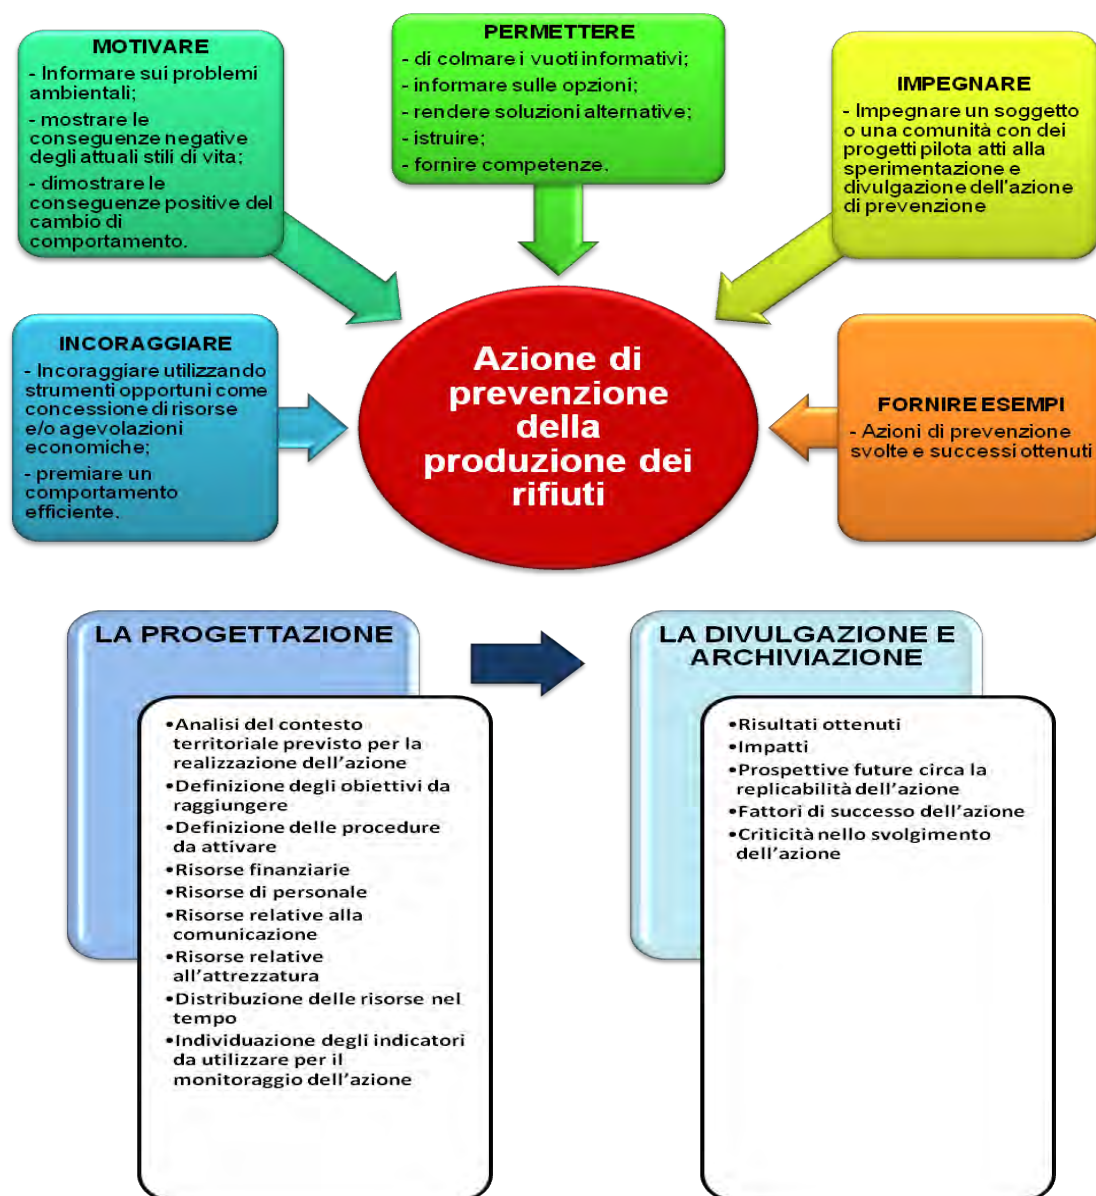 MOTIVARE
- Informare sui problemi
ambientali;
- mostrare le
conseguenze negative
degli attuali stili di vita;
- dimostrare le
conseguenze positive del
cambio di
comportamento.
PERMETTERE
- di colmare i vuoti informativi;
- informare sulle opzioni;
- rendere soluzioni alternative;
- istruire;
- fornire competenze.
IMPEGNARE
- Impegnare un soggetto
o una comunità con dei
progetti pilota atti alla
sperimentazione e
divulgazione dell'azione
di prevenzione
INCORAGGIARE
- Incoraggiare utilizzando
strumenti opportuni come
concessione di risorse
e/o agevolazioni
economiche;
- premiare un
comportamento
efficiente.
Azione di
prevenzione
della
produzione dei
rifiuti
FORNIRE ESEMPI
- Azioni di prevenzione
svolte e successi ottenuti
LA PROGETTAZIONE
•Analisi del contesto
territoriale previsto per la
realizzazione dell'azione
•Definizione degli obiettivi da
raggiungere
•Definizione delle procedure
da attivare
•Risorse finanziarie
•Risorse di personale
•Risorse relative alla
comunicazione
•Risorse relative
all'attrezzatura
•Distribuzione delle risorse nel
tempo
•Individuazione degli indicatori
da utilizzare per il
monitoraggio dell'azione
LA DIVULGAZIONE E
ARCHIVIAZIONE
•Risultati ottenuti
•Impatti
•Prospettive future circa la
replicabilità dell'azione
•Fattori di successo dell'azione
•Criticità nello svolgimento
dell'azione